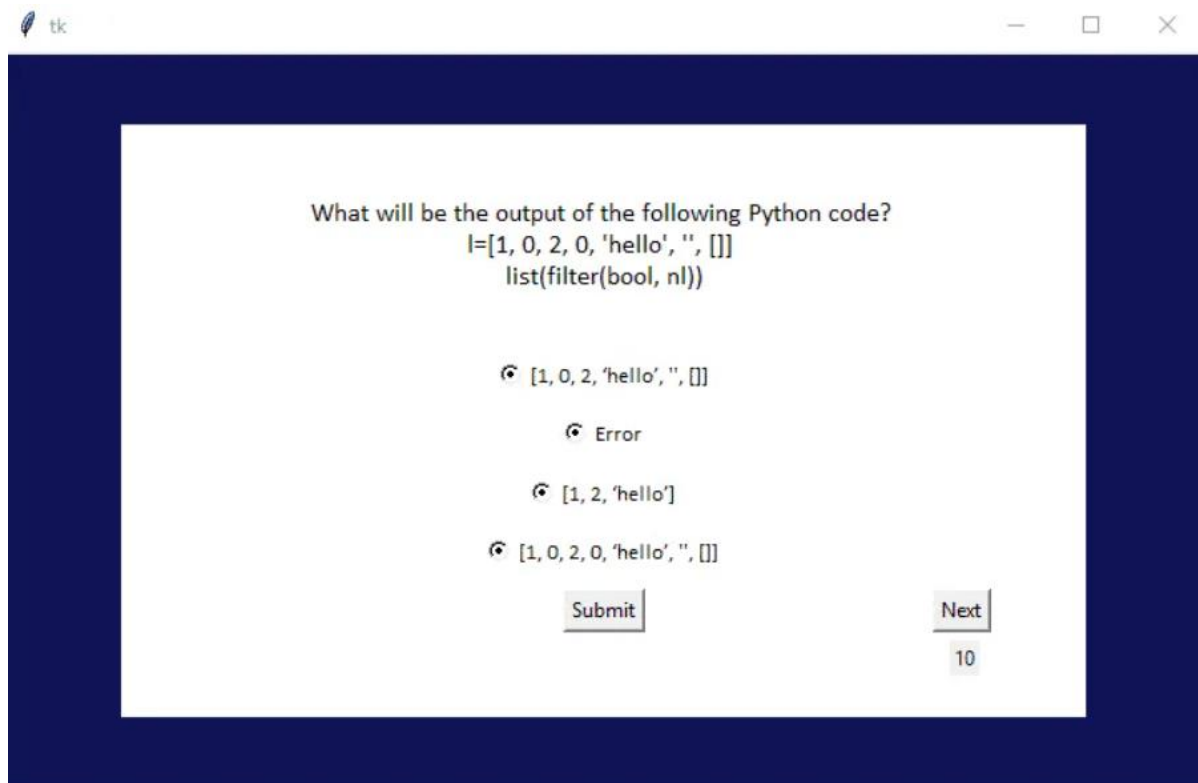 tk
What will be the output of the following Python code?
l=[1, 0, 2, 0, 'hello', '', []]
list(filter(bool, nl))
[1, 0, 2, ‘hello’, '', []]
Error
[1, 2, ‘hello’]
[1, 0, 2, 0, ‘hello’, '', []]
Submit
Next
10